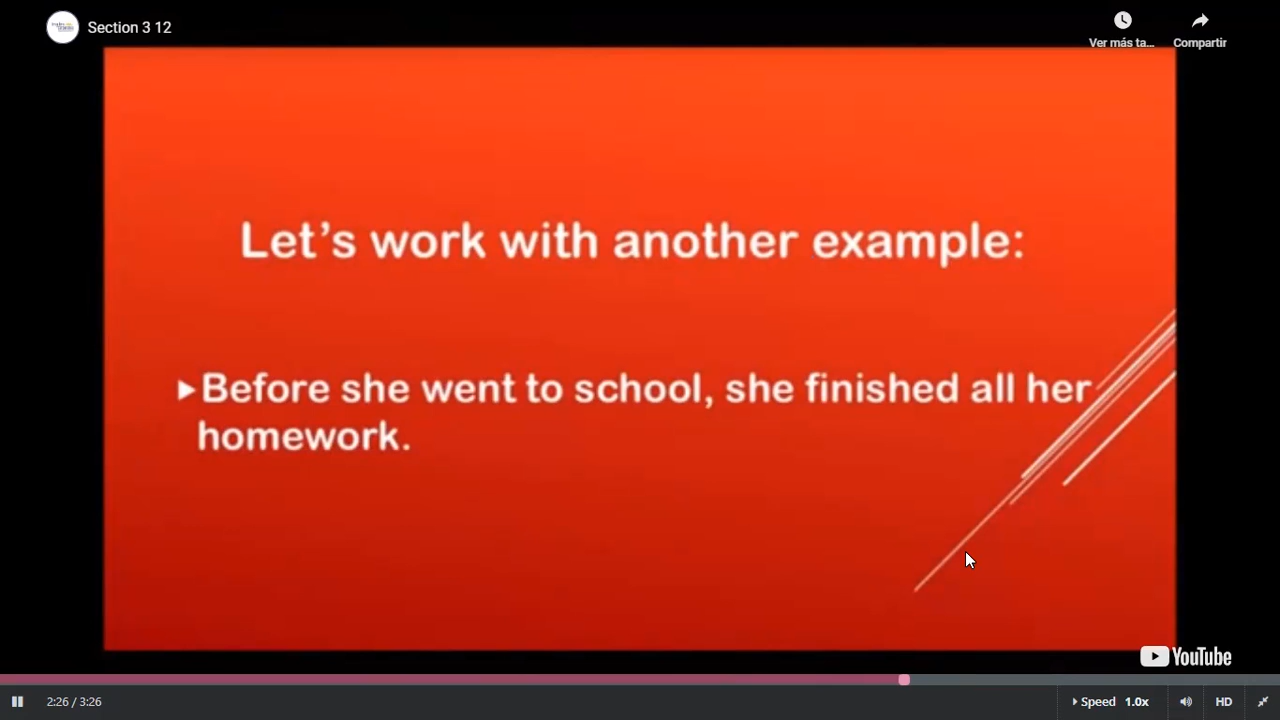 Section 3 12
Ver más ta...
Compartir
Let's work with another example:
Before she went to school, she finished all her
homework.
YouTube
2:26 / 3:26
Speed 1.0x
HD